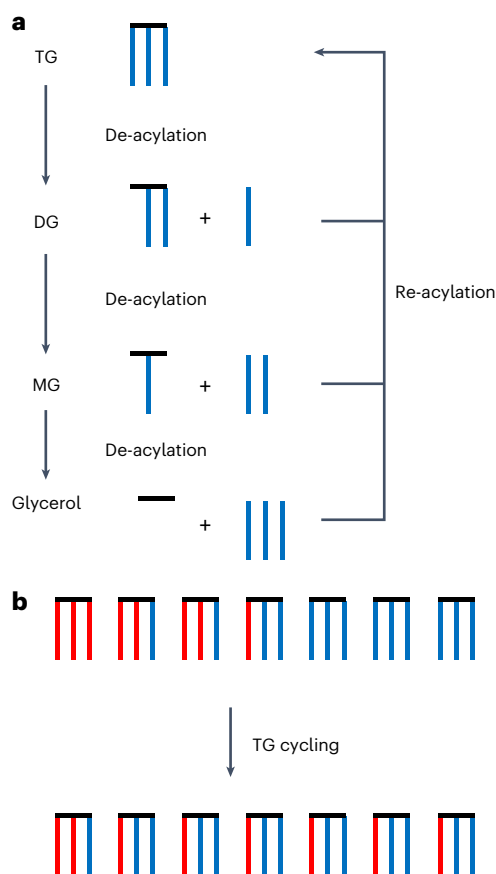 a
TG
De-acylation
DG
+
De-acylation
Re-acylation
MG
+
De-acylation
Glycerol
+
b
TG cycling